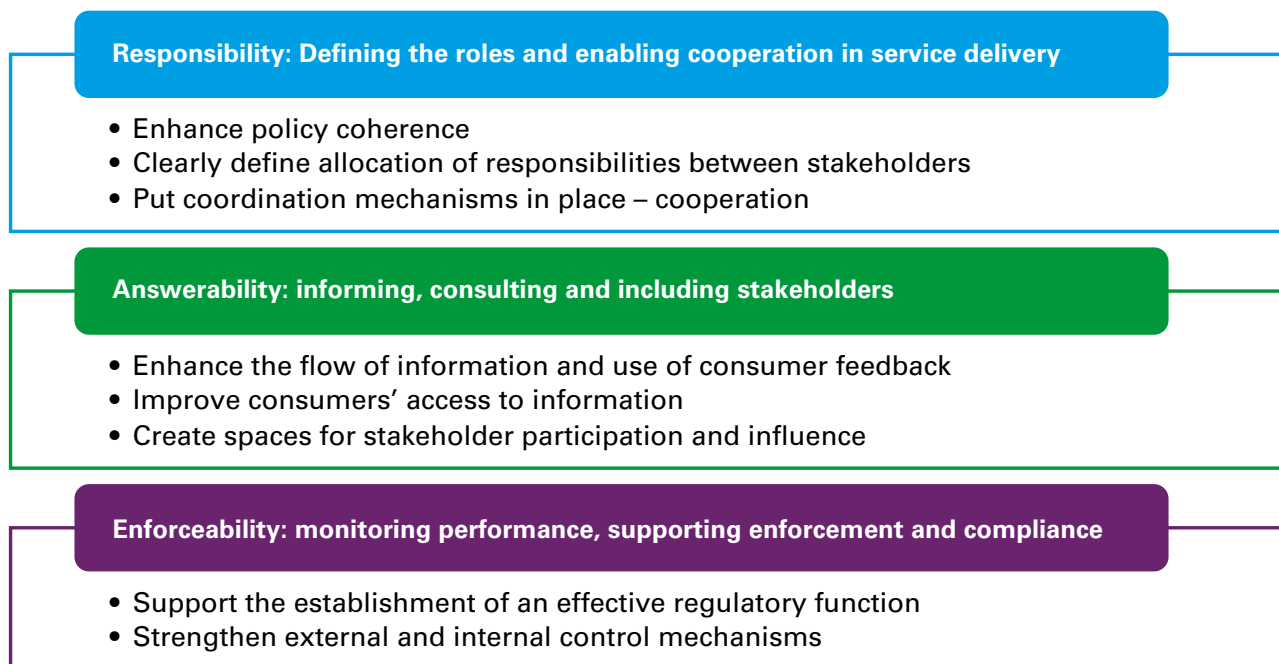 Responsibility: Defining the roles and enabling cooperation in service delivery
• Enhance policy coherence
• Clearly define allocation of responsibilities between stakeholders
• Put coordination mechanisms in place – cooperation
Answerability: informing, consulting and including stakeholders
• Enhance the flow of information and use of consumer feedback
• Improve consumers’ access to information
• Create spaces for stakeholder participation and influence
Enforceability: monitoring performance, supporting enforcement and compliance
• Support the establishment of an effective regulatory function
• Strengthen external and internal control mechanisms